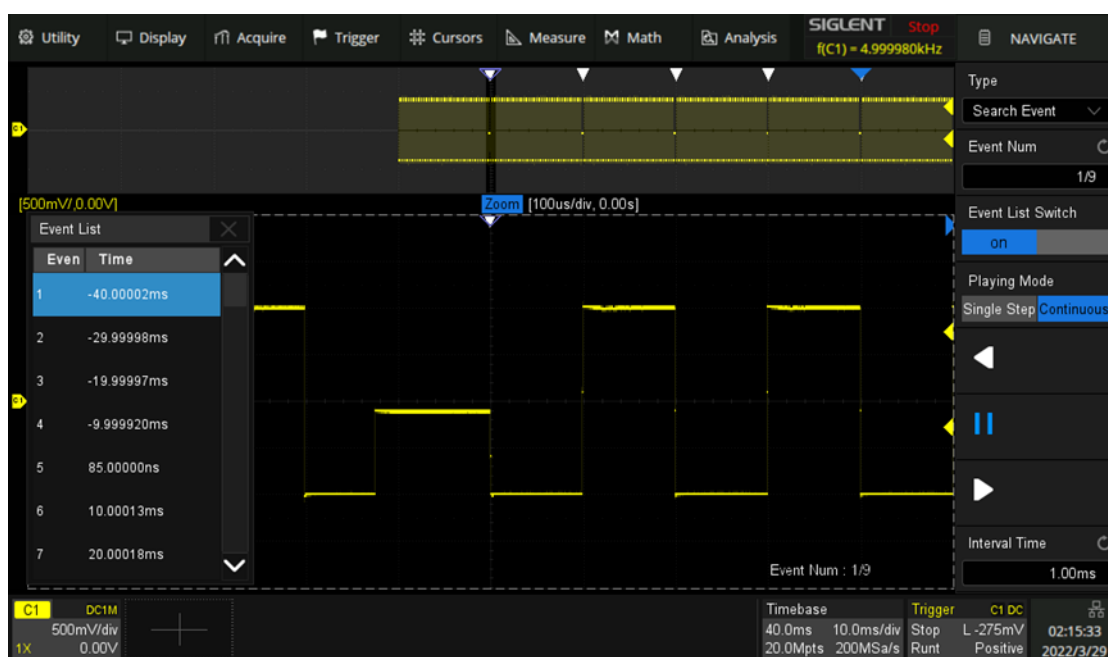 Utility Display Acquire Trigger Cursors Measure Math Analysis SIGLENT Stop NAVIGATE
f(C1) = 4.999980kHz
Type
Search Event
C1
Event Num
1/9
[500mV/,0.00V] Zoom [100us/div, 0.00s]
Event List Switch
on
Event List
Even Time
1 -40.00002ms
2 -29.99998ms
3 -19.99997ms
4 -9.999920ms
5 85.00000ns
6 10.00013ms
7 20.00018ms
C1
Playing Mode
Single Step Continuous
Event Num : 1/9
Interval Time
1.00ms
C1 DC1M
500mV/div
1X 0.00V
Timebase
40.0ms 10.0ms/div
20.0Mpts 200MSa/s
Trigger C1 DC
Stop L -275mV
Runt Positive
02:15:33
2022/3/29